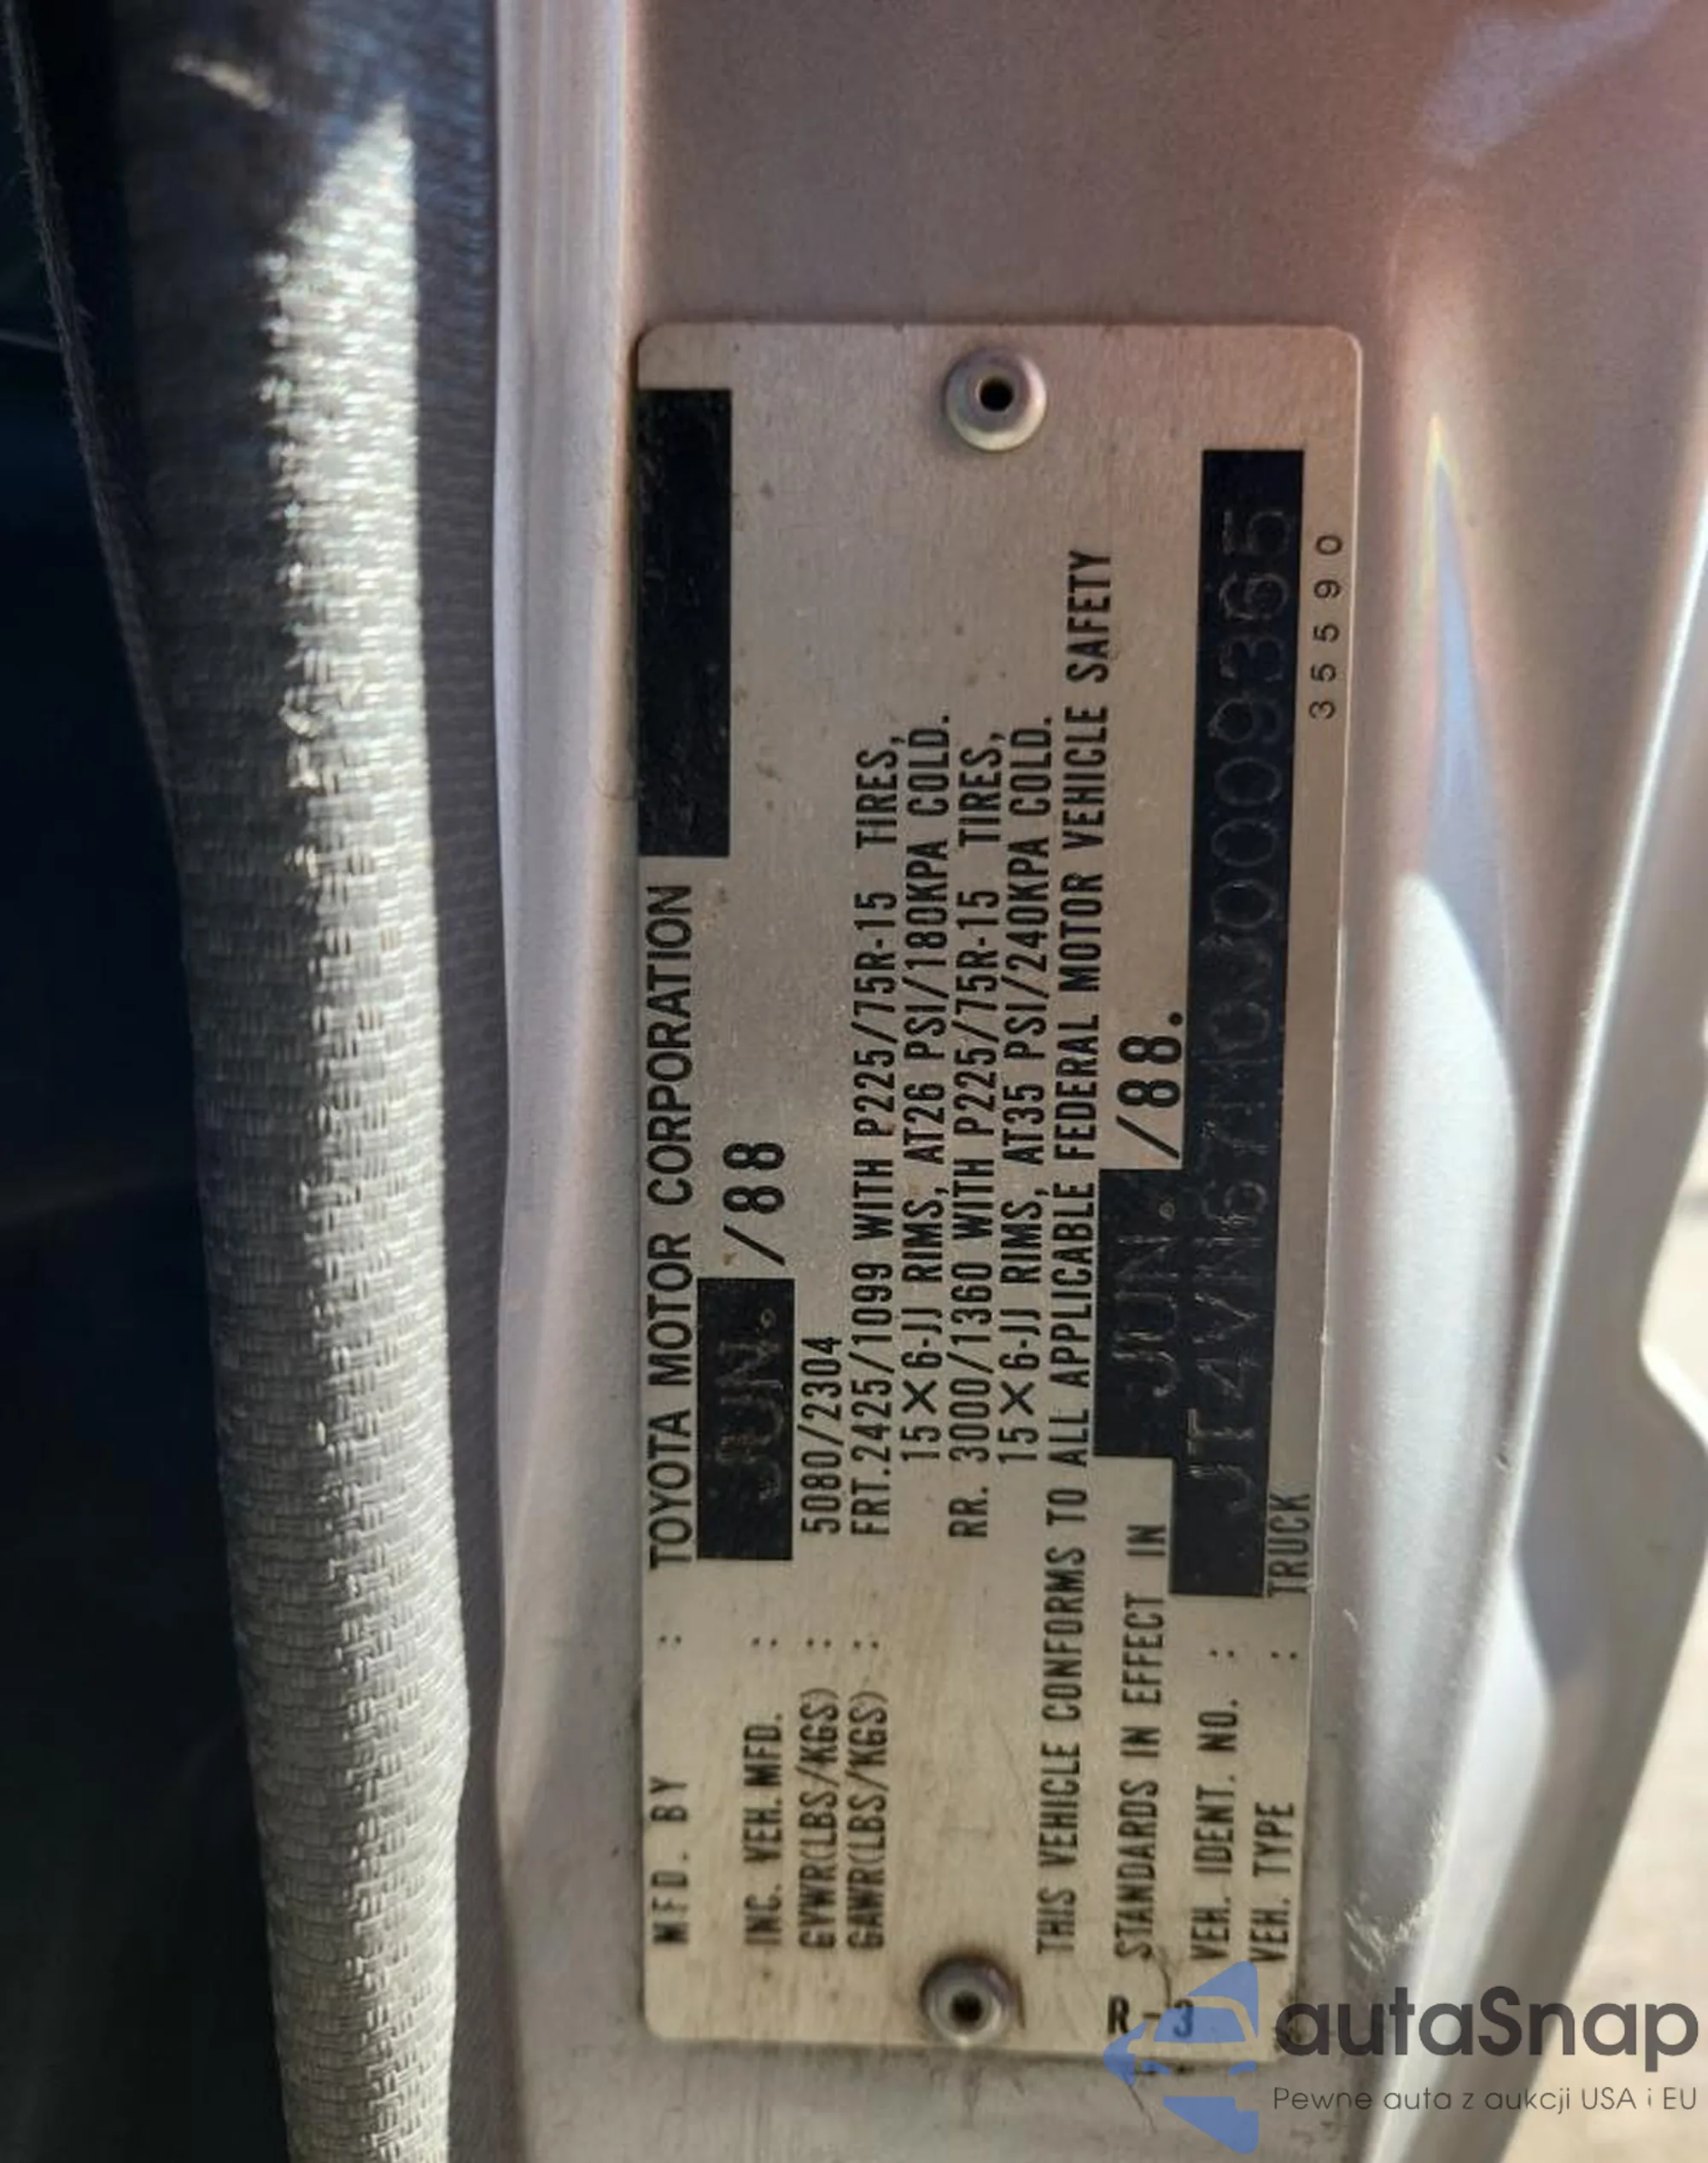 MFD. BY : TOYOTA MOTOR CORPORATION
INC. VEH. MFD. : JUN. /88
GVWR(LBS/KGS) : 5080/2304
GAWR(LBS/KGS) : FRT.2425/1099 WITH P225/75R-15 TIRES,
15×6-JJ RIMS, AT26 PSI/180KPA COLD.
RR. 3000/1360 WITH P225/75R-15 TIRES,
15×6-JJ RIMS, AT35 PSI/240KPA COLD.
THIS VEHICLE CONFORMS TO ALL APPLICABLE FEDERAL MOTOR VEHICLE SAFETY
STANDARDS IN EFFECT IN JUN. /88.
VEH. IDENT. NO. : JT4VN67M0J0009365
VEH. TYPE : TRUCK
35590
R-3
autaSnap
Pewne auta z aukcji USA i EU